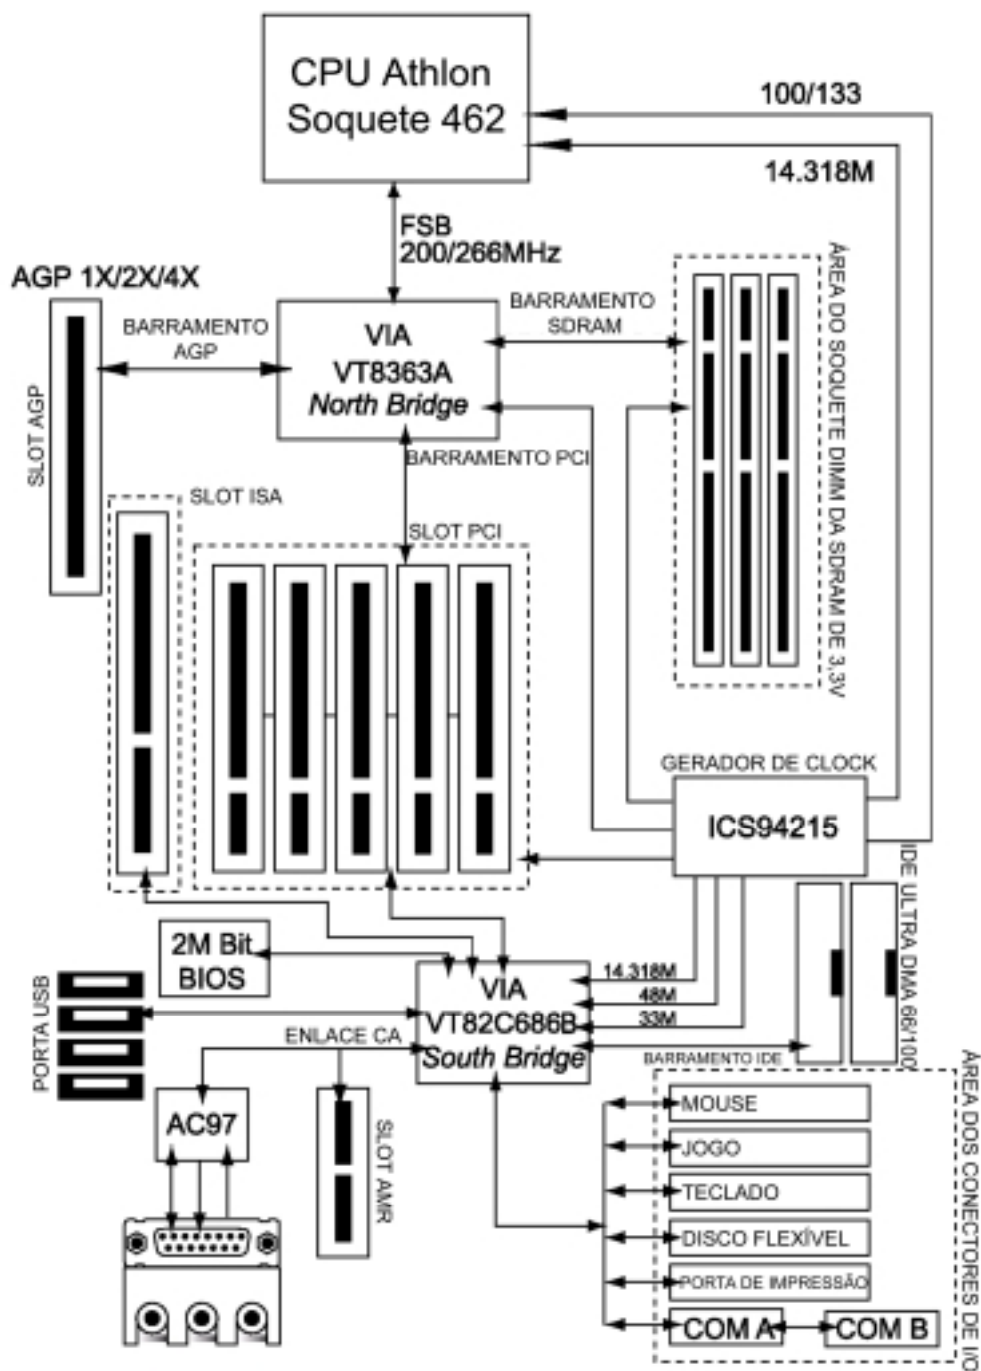 CPU Athlon
Soquete 462
100/133
14.318M
FSB
200/266MHz
AGP 1X/2X/4X
BARRAMENTO
AGP
SLOT AGP
VIA
VT8363A
North Bridge
BARRAMENTO
SDRAM
ÁREA DO SOQUETE DIMM DA SDRAM DE 3,3V
BARRAMENTO PCI
SLOT ISA
SLOT PCI
GERADOR DE CLOCK
ICS94215
IDE ULTRA DMA 66/100
2M Bit
BIOS
PORTA USB
VIA
VT82C686B
South Bridge
14.318M
48M
33M
ENLACE CA
BARRAMENTO IDE
AC97
SLOT AMR
ÁREA DOS CONECTORES DE I/O
MOUSE
JOGO
TECLADO
DISCO FLEXÍVEL
PORTA DE IMPRESSÃO
COM A
COM B